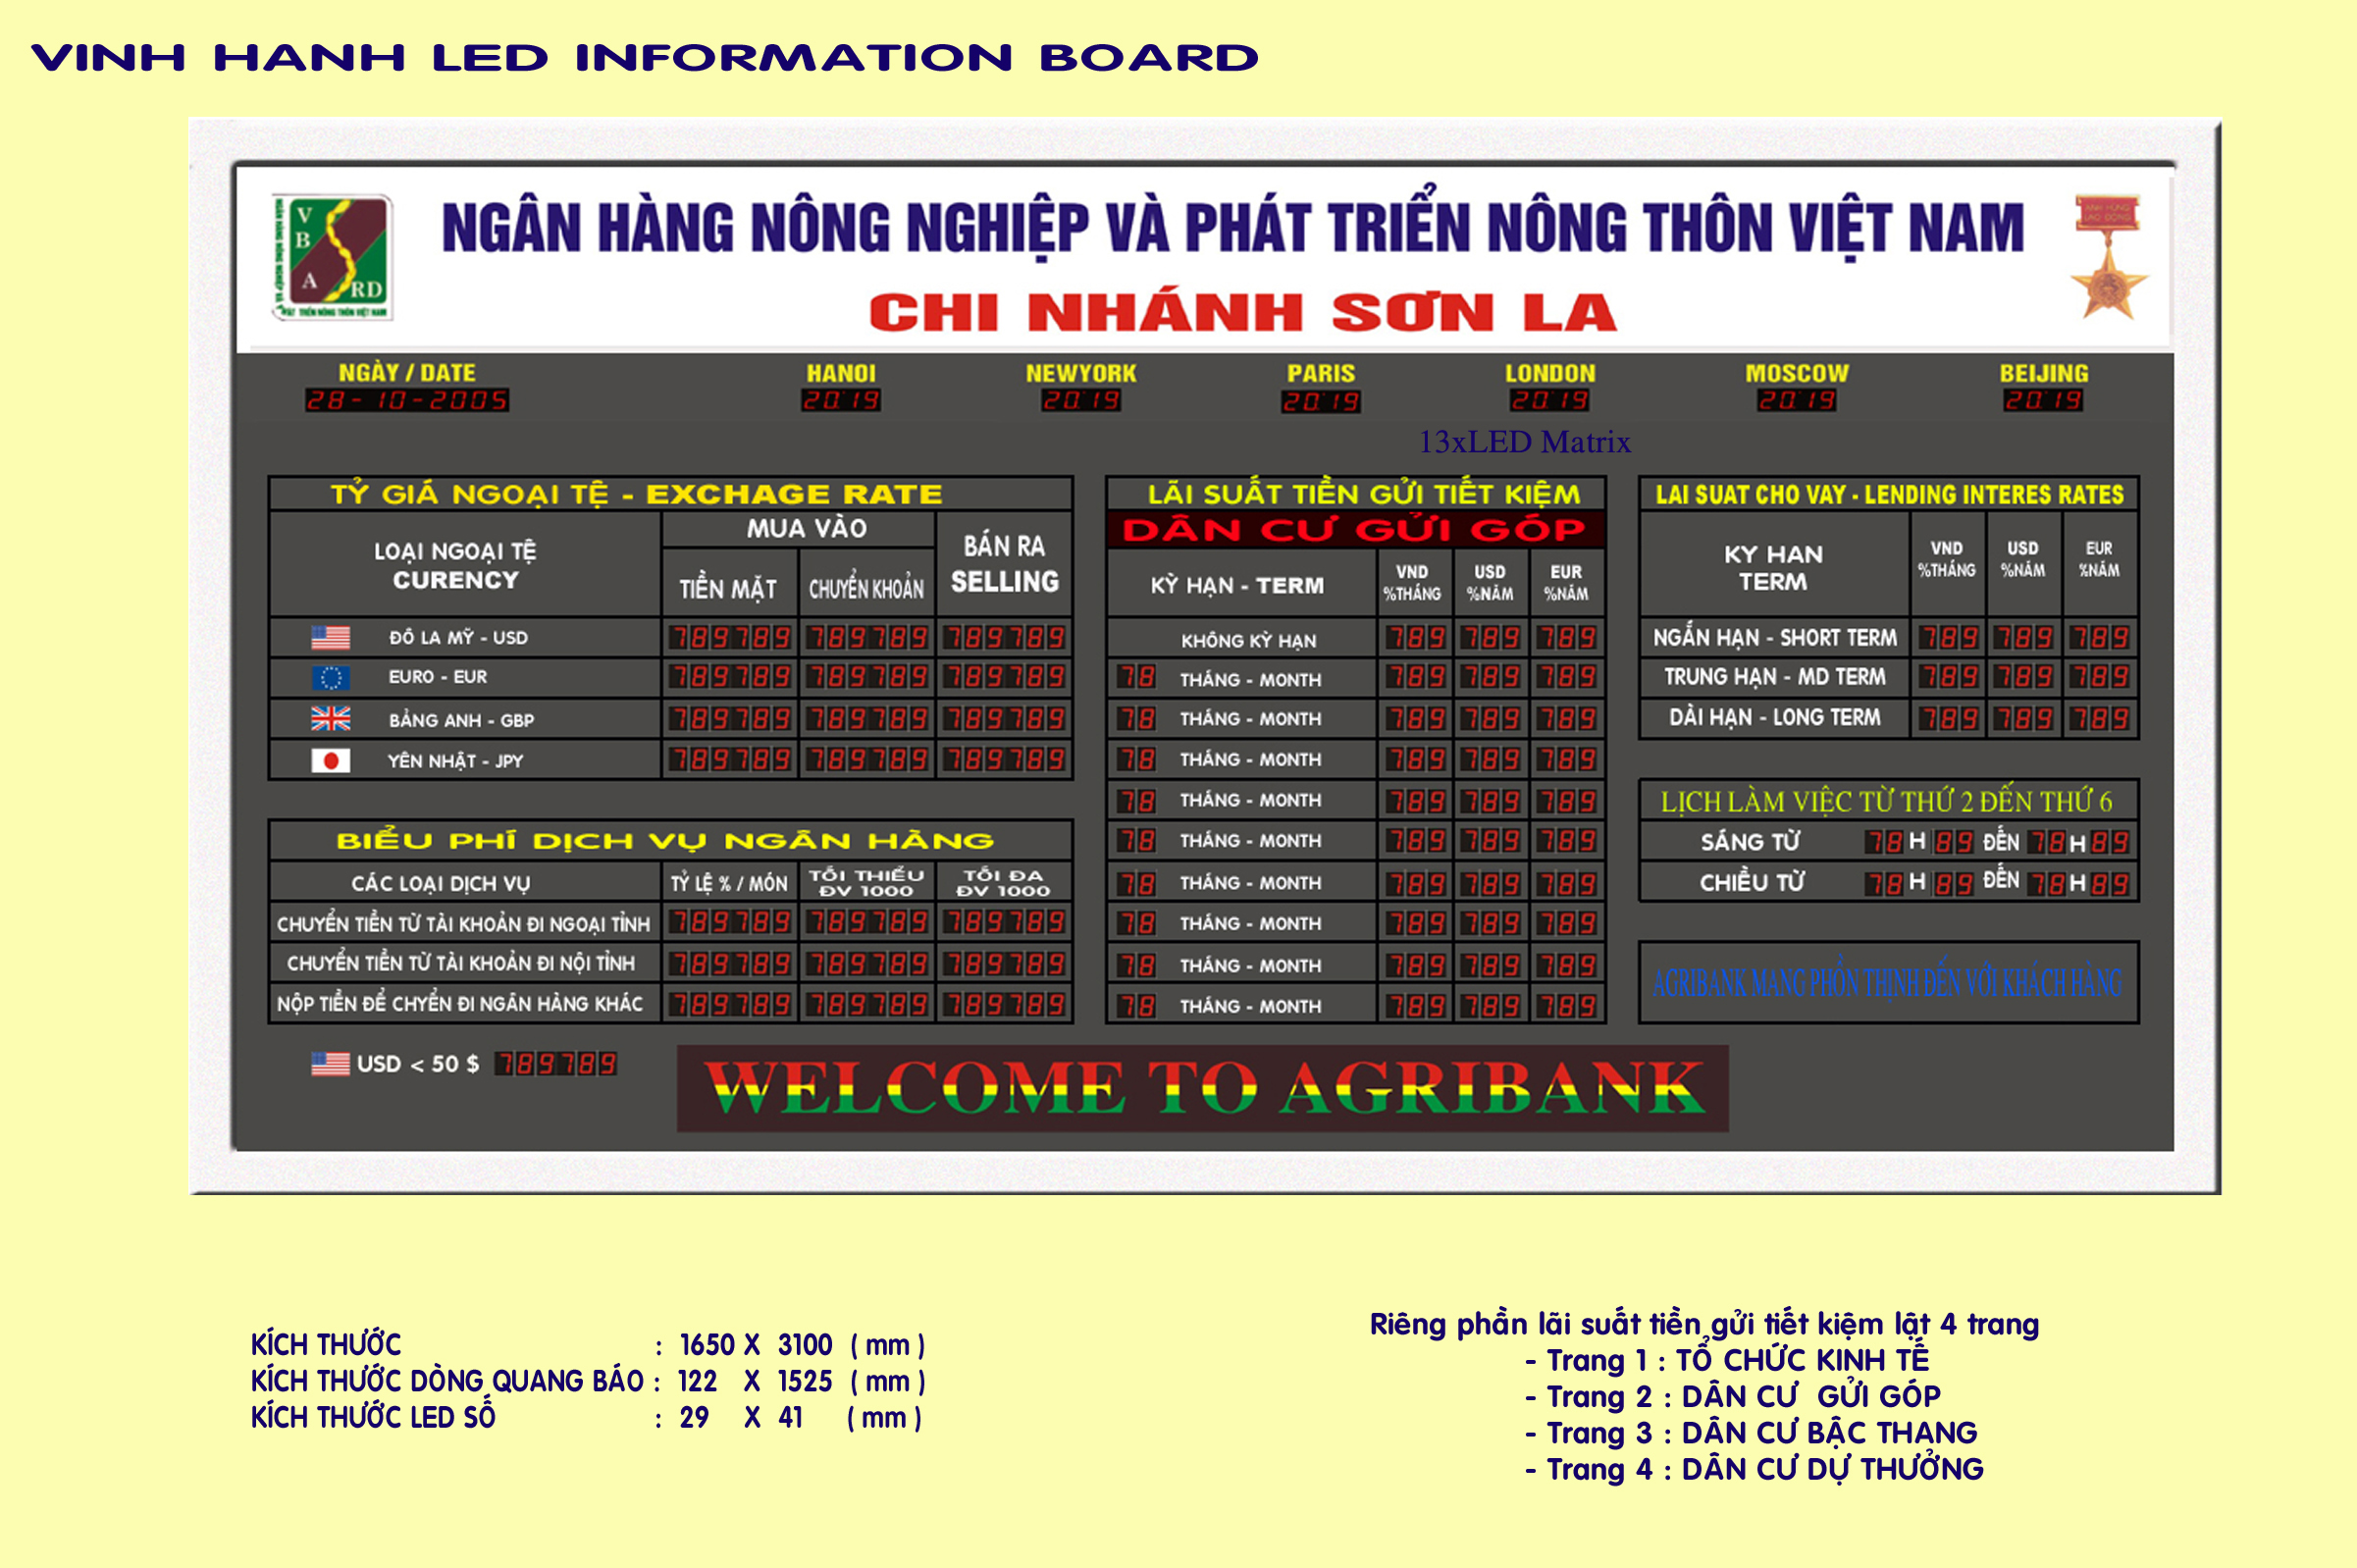 VINH HANH LED INFORMATION BOARD
V
B
A
RD
NGÂN HÀNG NÔNG NGHIỆP VÀ PHÁT TRIỂN NÔNG THÔN VIỆT NAM
NGÂN HÀNG NÔNG NGHIỆP VÀ PHÁT TRIỂN NÔNG THÔN VIỆT NAM
CHI NHÁNH SƠN LA
ANH HÙNG
LAO ĐỘNG
NGÀY / DATE HANOI NEWYORK PARIS LONDON MOSCOW BEIJING
28-10-2005 20:19 20:19 20:19 20:19 20:19 20:19
13xLED Matrix
TỶ GIÁ NGOẠI TỆ - EXCHAGE RATE
LOẠI NGOẠI TỆ
CURENCY
MUA VÀO
TIỀN MẶT CHUYỂN KHOẢN
BÁN RA
SELLING
ĐÔ LA MỸ - USD 789789 789789 789789
EURO - EUR 789789 789789 789789
BẢNG ANH - GBP 789789 789789 789789
YÊN NHẬT - JPY 789789 789789 789789
BIỂU PHÍ DỊCH VỤ NGÂN HÀNG
CÁC LOẠI DỊCH VỤ
TỶ LỆ % / MÓN
TỐI THIỂU
ĐV 1000
TỐI ĐA
ĐV 1000
CHUYỂN TIỀN TỪ TÀI KHOẢN ĐI NGOẠI TỈNH 789789 789789 789789
CHUYỂN TIỀN TỪ TÀI KHOẢN ĐI NỘI TỈNH 789789 789789 789789
NỘP TIỀN ĐỂ CHYỂN ĐI NGÂN HÀNG KHÁC 789789 789789 789789
USD < 50 $ 789789
LÃI SUẤT TIỀN GỬI TIẾT KIỆM
DÂN CƯ GỬI GÓP
KỲ HẠN - TERM
VND
%THÁNG
USD
%NĂM
EUR
%NĂM
KHÔNG KỲ HẠN 789 789 789
78 THÁNG - MONTH 789 789 789
78 THÁNG - MONTH 789 789 789
78 THÁNG - MONTH 789 789 789
78 THÁNG - MONTH 789 789 789
78 THÁNG - MONTH 789 789 789
78 THÁNG - MONTH 789 789 789
78 THÁNG - MONTH 789 789 789
78 THÁNG - MONTH 789 789 789
78 THÁNG - MONTH 789 789 789
LAI SUAT CHO VAY - LENDING INTERES RATES
KY HAN
TERM
VND
%THÁNG
USD
%NĂM
EUR
%NĂM
NGẮN HẠN - SHORT TERM 789 789 789
TRUNG HẠN - MD TERM 789 789 789
DÀI HẠN - LONG TERM 789 789 789
LỊCH LÀM VIỆC TỪ THỨ 2 ĐẾN THỨ 6
SÁNG TỪ 78 H 89 ĐẾN 78 H 89
CHIỀU TỪ 78 H 89 ĐẾN 78 H 89
AGRIBANK MANG PHỒN THỊNH ĐẾN VỚI KHÁCH HÀNG
WELCOME TO AGRIBANK
KÍCH THƯỚC : 1650 X 3100 ( mm )
KÍCH THƯỚC DÒNG QUANG BÁO : 122 X 1525 ( mm )
KÍCH THƯỚC LED SỐ : 29 X 41 ( mm )
Riêng phần lãi suất tiền gửi tiết kiệm lật 4 trang
- Trang 1 : TỔ CHỨC KINH TẾ
- Trang 2 : DÂN CƯ GỬI GÓP
- Trang 3 : DÂN CƯ BẬC THANG
- Trang 4 : DÂN CƯ DỰ THƯỞNG